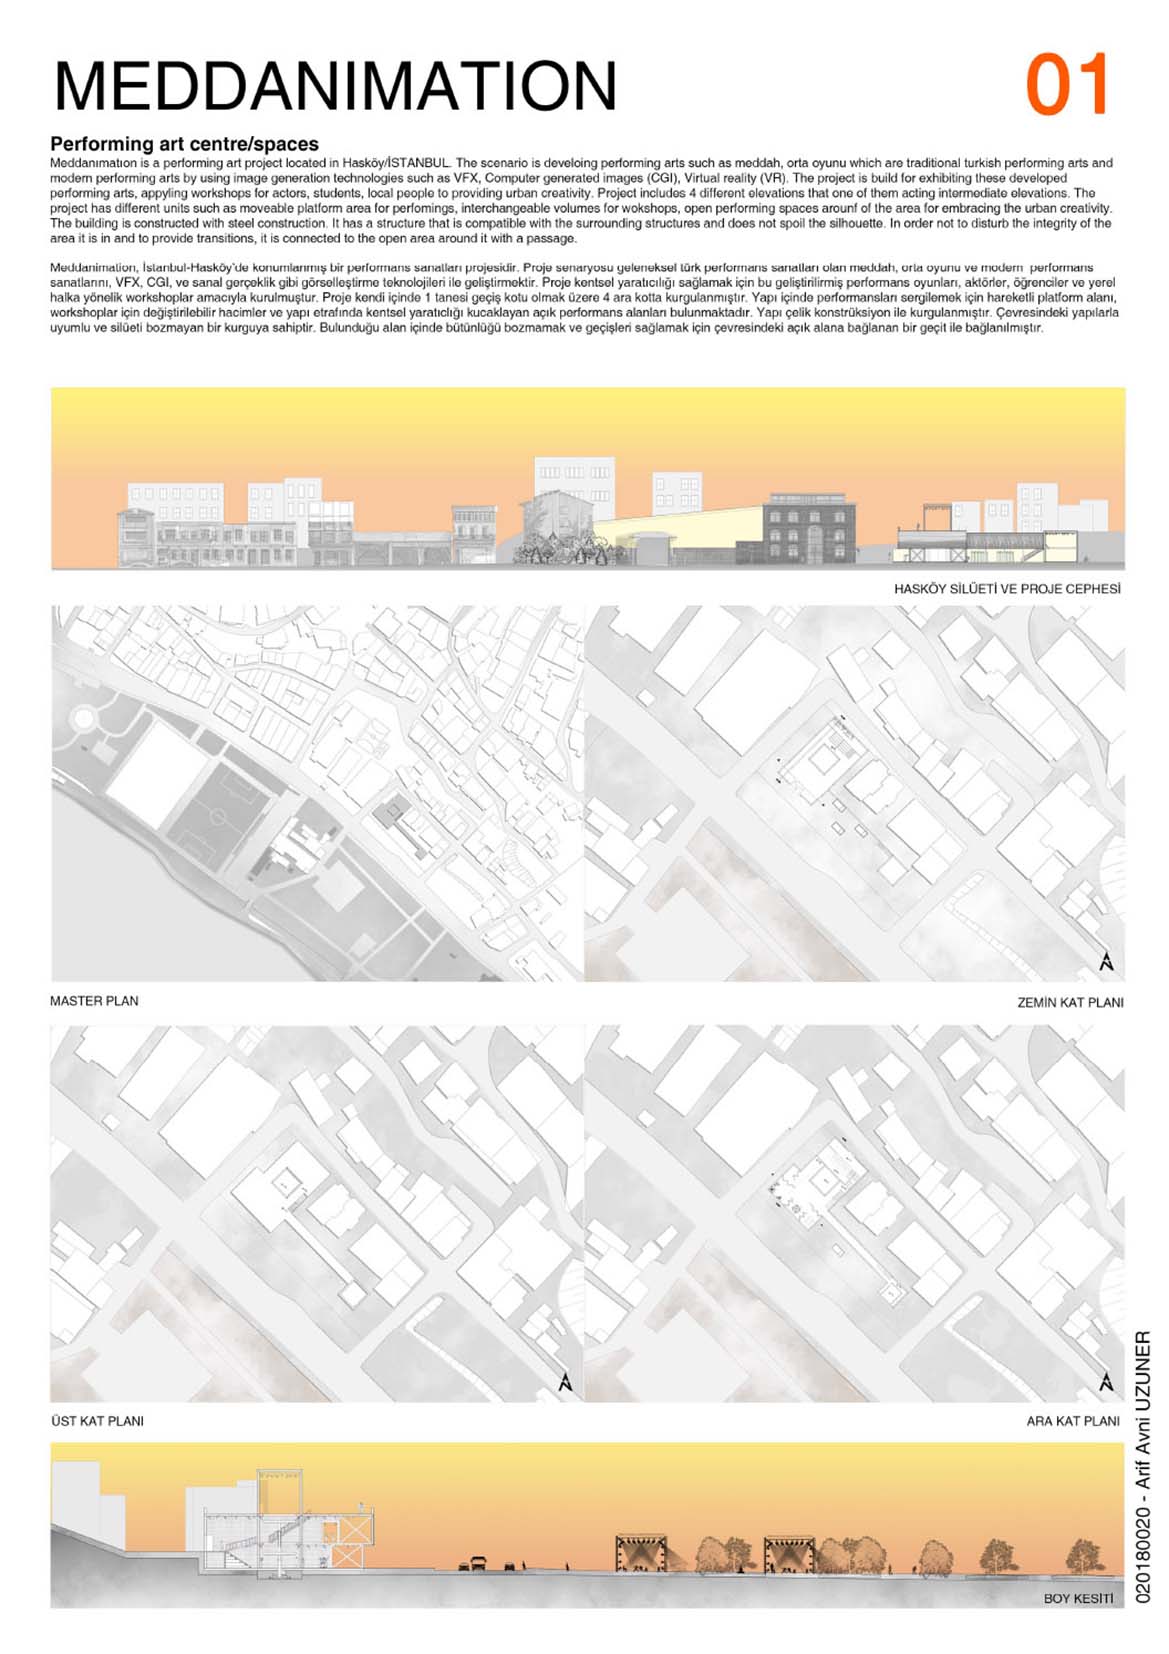 MEDDANIMATION
01
Performing art centre/spaces
Meddanımatıon is a performing art project located in Hasköy/İSTANBUL. The scenario is develoing performing arts such as meddah, orta oyunu which are traditional turkish performing arts and
modern performing arts by using image generation technologies such as VFX, Computer generated images (CGI), Virtual reality (VR). The project is build for exhibiting these developed
performing arts, appyling workshops for actors, students, local people to providing urban creativity. Project includes 4 different elevations that one of them acting intermediate elevations. The
project has different units such as moveable platform area for perfomings, interchangeable volumes for wokshops, open performing spaces arounf of the area for embracing the urban creativity.
The building is constructed with steel construction. It has a structure that is compatible with the surrounding structures and does not spoil the silhouette. In order not to disturb the integrity of the
area it is in and to provide transitions, it is connected to the open area around it with a passage.
Meddanimation, İstanbul-Hasköy'de konumlanmış bir performans sanatları projesidir. Proje senaryosu geleneksel türk performans sanatları olan meddah, orta oyunu ve modern performans
sanatlarını, VFX, CGI, ve sanal gerçeklik gibi görselleştirme teknolojileri ile geliştirmektir. Proje kentsel yaratıcılığı sağlamak için bu geliştirilirmiş performans oyunları, aktörler, öğrenciler ve yerel
halka yönelik workshoplar amacıyla kurulmuştur. Proje kendi içinde 1 tanesi geçiş kotu olmak üzere 4 ara kotta kurgulanmıştır. Yapı içinde performansları sergilemek için hareketli platform alanı,
workshoplar için değiştirilebilir hacimler ve yapı etrafında kentsel yaratıclığı kucaklayan açık performans alanları bulunmaktadır. Yapı çelik konstrüksiyon ile kurgulanmıştır. Çevresindeki yapılarla
uyumlu ve silüeti bozmayan bir kurguya sahiptir. Bulunduğu alan içinde bütünlüğü bozmamak ve geçişleri sağlamak için çevresindeki açık alana bağlanan bir geçit ile bağlanılmıştır.
HASKÖY SİLÜETİ VE PROJE CEPHESİ
MASTER PLAN
ZEMİN KAT PLANI
ÜST KAT PLANI
ARA KAT PLANI
BOY KESİTİ
020180020 - Arif Avni UZUNER